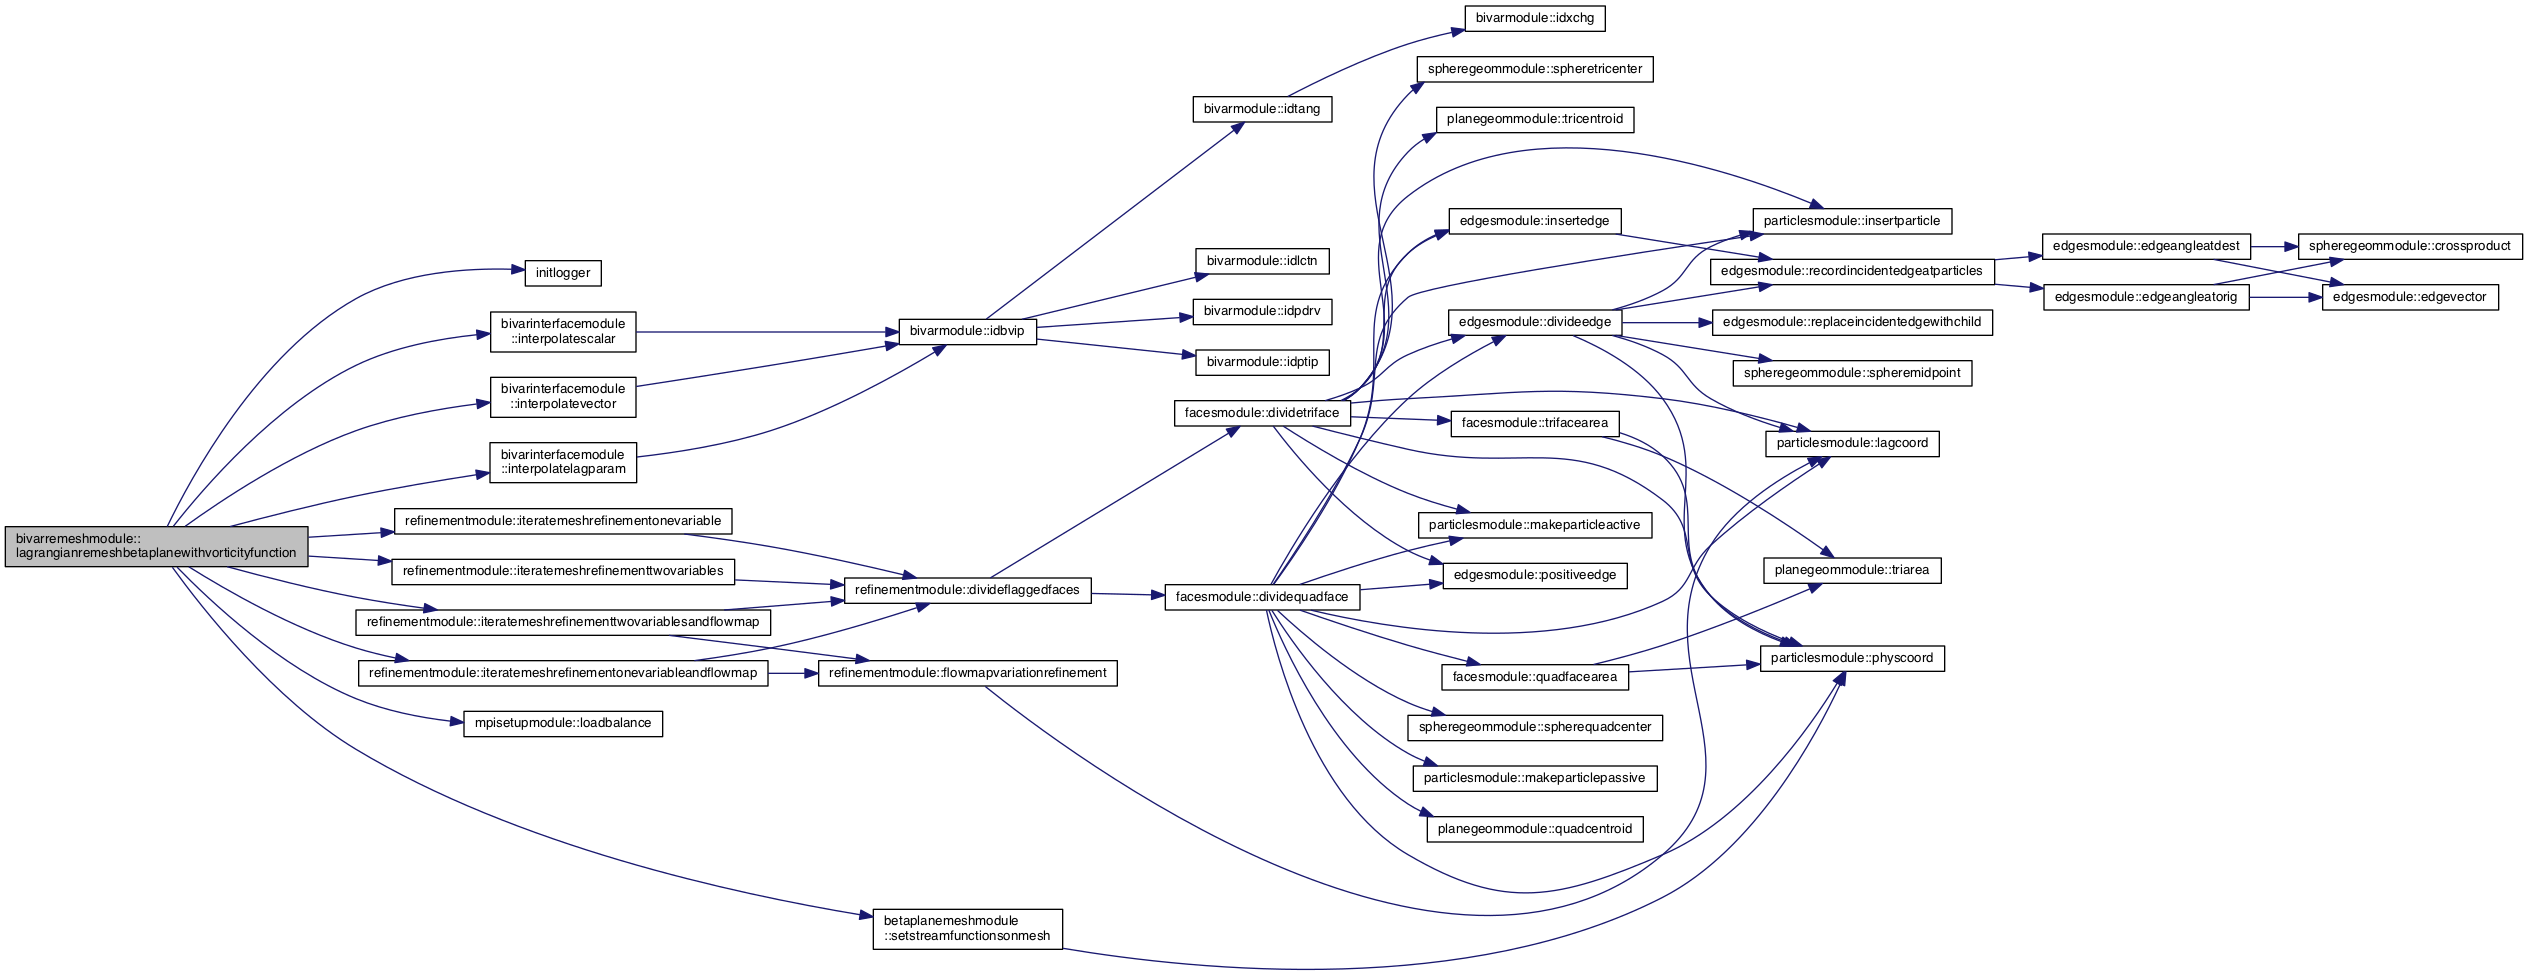 bivarremeshmodule::
lagrangianremeshbetaplanewithvorticityfunction
initlogger
bivarinterfacemodule
::interpolatescalar
bivarinterfacemodule
::interpolatevector
bivarinterfacemodule
::interpolatelagparam
refinementmodule::iteratemeshrefinementonevariable
refinementmodule::iteratemeshrefinementtwovariables
refinementmodule::iteratemeshrefinementtwovariablesandflowmap
refinementmodule::iteratemeshrefinementonevariableandflowmap
mpisetupmodule::loadbalance
bivarmodule::idbvip
refinementmodule::divideflaggedfaces
refinementmodule::flowmapvariationrefinement
betaplanemeshmodule
::setstreamfunctionsonmesh
bivarmodule::idtang
bivarmodule::idlctn
bivarmodule::idpdrv
bivarmodule::idptip
facesmodule::dividetriface
facesmodule::dividequadface
bivarmodule::idxchg
spheregeommodule::spheretricenter
planegeommodule::tricentroid
edgesmodule::insertedge
edgesmodule::divideedge
facesmodule::trifacearea
particlesmodule::makeparticleactive
edgesmodule::positiveedge
facesmodule::quadfacearea
spheregeommodule::spherequadcenter
particlesmodule::makeparticlepassive
planegeommodule::quadcentroid
particlesmodule::insertparticle
edgesmodule::recordincidentedgeatparticles
edgesmodule::replaceincidentedgewithchild
spheregeommodule::spheremidpoint
particlesmodule::lagcoord
planegeommodule::triarea
particlesmodule::physcoord
edgesmodule::edgeangleatdest
edgesmodule::edgeangleatorig
spheregeommodule::crossproduct
edgesmodule::edgevector